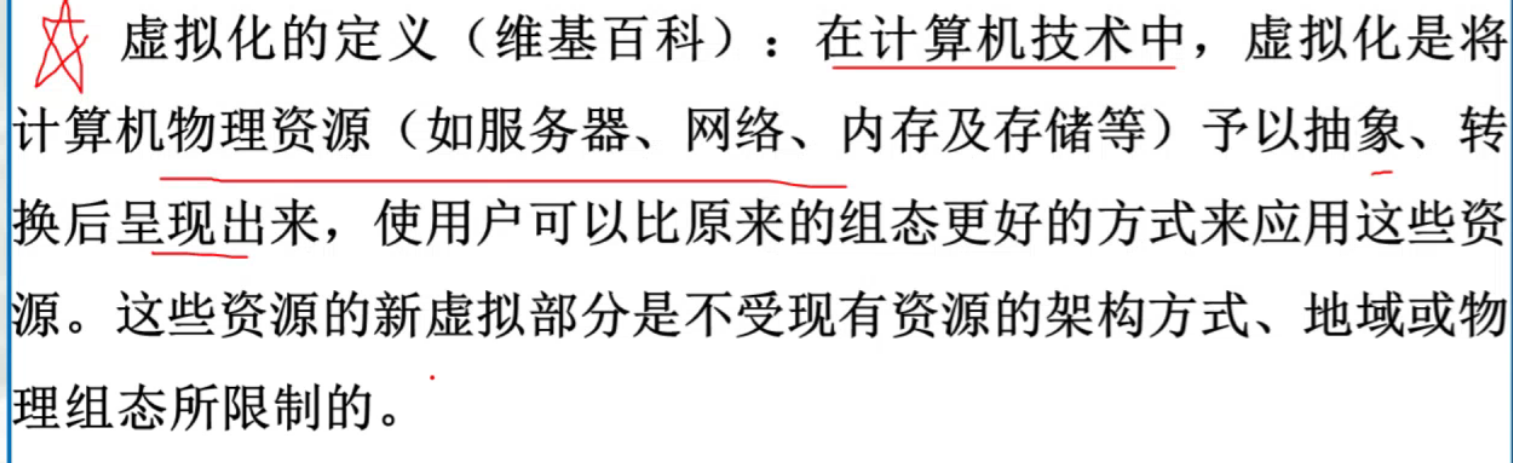 虚拟化的定义（维基百科）：在计算机技术中，虚拟化是将
计算机物理资源（如服务器、网络、内存及存储等）予以抽象、转
换后呈现出来，使用户可以比原来的组态更好的方式来应用这些资
源。这些资源的新虚拟部分是不受现有资源的架构方式、地域或物
理组态所限制的。